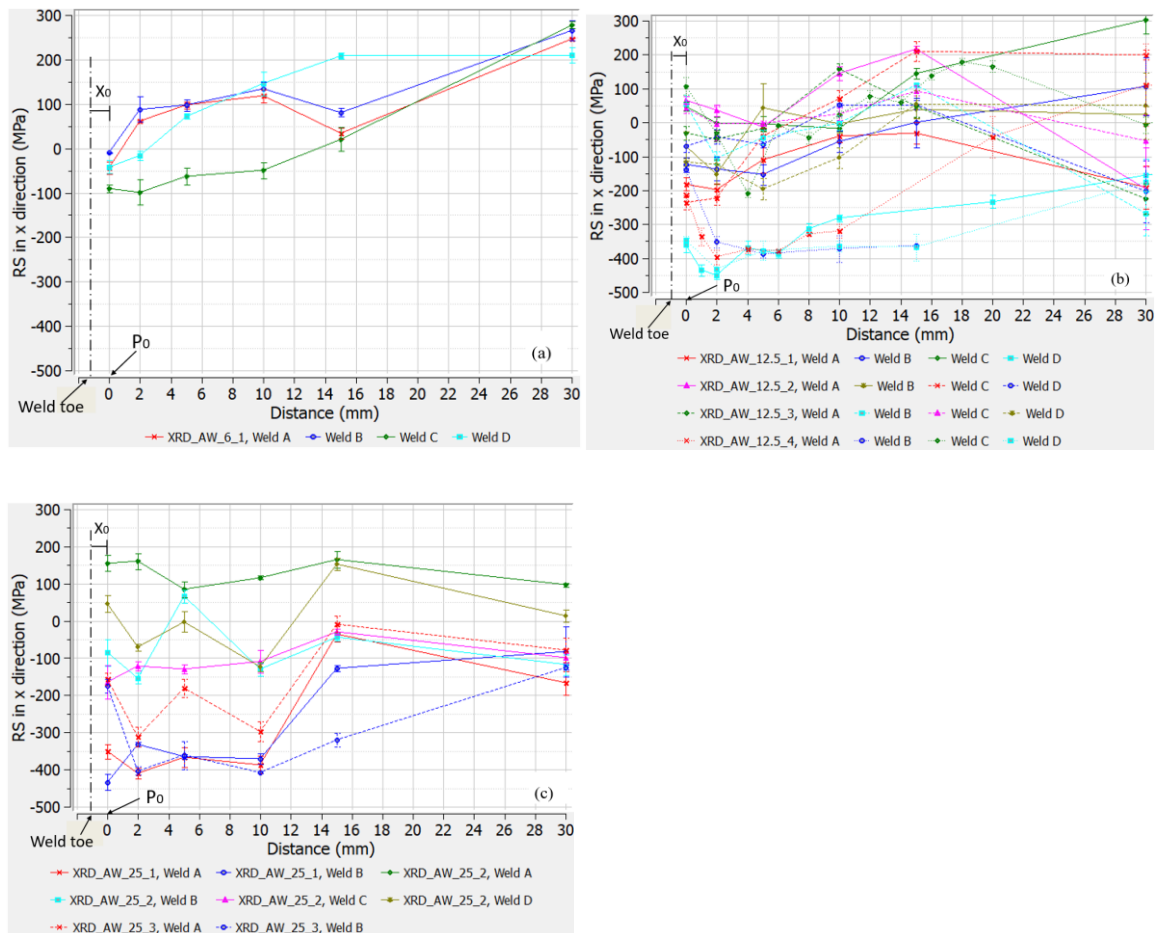 300
200
100
0
-100
-200
-300
-400
-500
RS in x direction (MPa)
X0
P0
(a)
Weld toe
0 2 4 6 8 10 12 14 16 18 20 22 24 26 28 30
Distance (mm)
XRD_AW_6_1, Weld A Weld B Weld C Weld D
300
200
100
0
-100
-200
-300
-400
-500
RS in x direction (MPa)
X0
P0
(b)
Weld toe
0 2 4 6 8 10 12 14 16 18 20 22 24 26 28 30
Distance (mm)
XRD_AW_12.5_1, Weld A Weld B Weld C Weld D
XRD_AW_12.5_2, Weld A Weld B Weld C Weld D
XRD_AW_12.5_3, Weld A Weld B Weld C Weld D
XRD_AW_12.5_4, Weld A Weld B Weld C Weld D
300
200
100
0
-100
-200
-300
-400
-500
RS in x direction (MPa)
X0
P0
(c)
Weld toe
0 2 4 6 8 10 12 14 16 18 20 22 24 26 28 30
Distance (mm)
XRD_AW_25_1, Weld A XRD_AW_25_1, Weld B XRD_AW_25_2, Weld A
XRD_AW_25_2, Weld B XRD_AW_25_2, Weld C XRD_AW_25_2, Weld D
XRD_AW_25_3, Weld A XRD_AW_25_3, Weld B